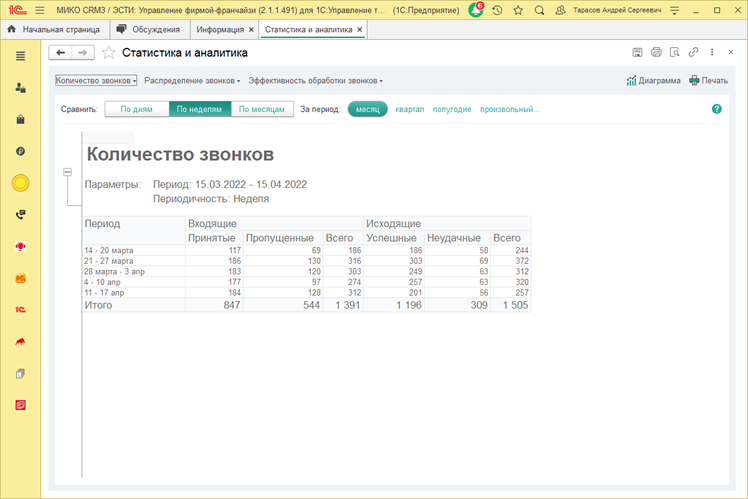 1С МИКО CRM3 / ЭСТИ: Управление фирмой-франчайзи (2.1.1.491) для 1С:Управление т... (1С:Предприятие) 6 Тарасов Андрей Сергеевич
Начальная страница Обсуждения Информация × Статистика и аналитика ×
Статистика и аналитика
Количество звонков Распределение звонков Эффективность обработки звонков Диаграмма Печать
Сравнить: По дням По неделям По месяцам За период: месяц квартал полугодие произвольный... ?
Количество звонков
Параметры: Период: 15.03.2022 - 15.04.2022
Периодичность: Неделя
Период Входящие Исходящие
Принятые Пропущенные Всего Успешные Неудачные Всего
14 - 20 марта 117 69 186 186 58 244
21 - 27 марта 186 130 316 303 69 372
28 марта - 3 апр 183 120 303 249 63 312
4 - 10 апр 177 97 274 257 63 320
11 - 17 апр 184 128 312 201 56 257
Итого 847 544 1 391 1 196 309 1 505
1С